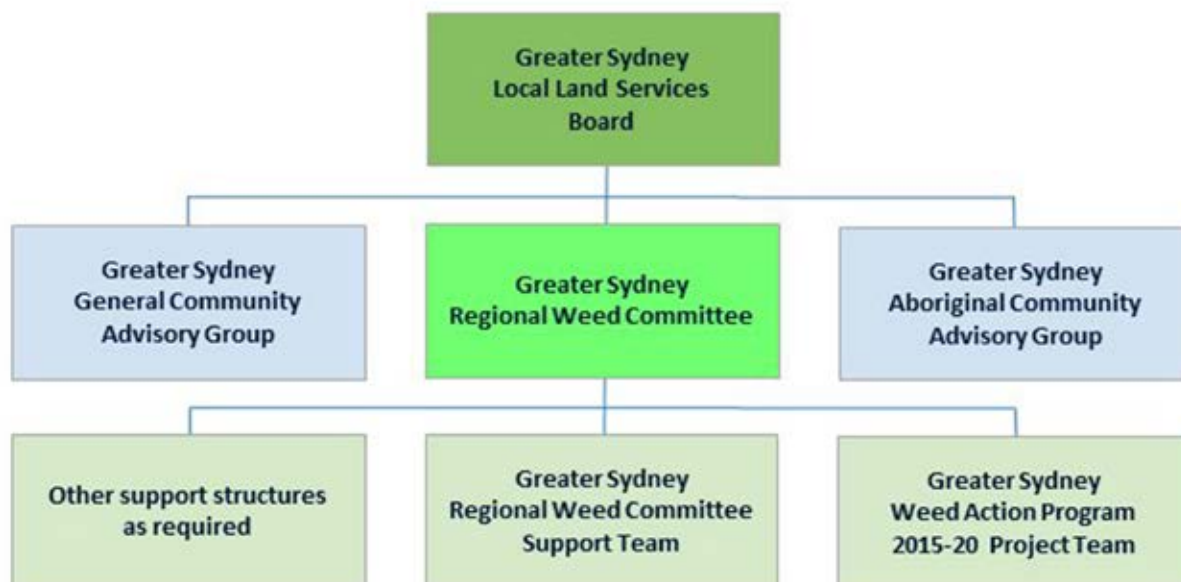 Greater Sydney
Local Land Services
Board
Greater Sydney
General Community
Advisory Group
Greater Sydney
Regional Weed Committee
Greater Sydney
Aboriginal Community
Advisory Group
Other support structures
as required
Greater Sydney
Regional Weed Committee
Support Team
Greater Sydney
Weed Action Program
2015-20 Project Team